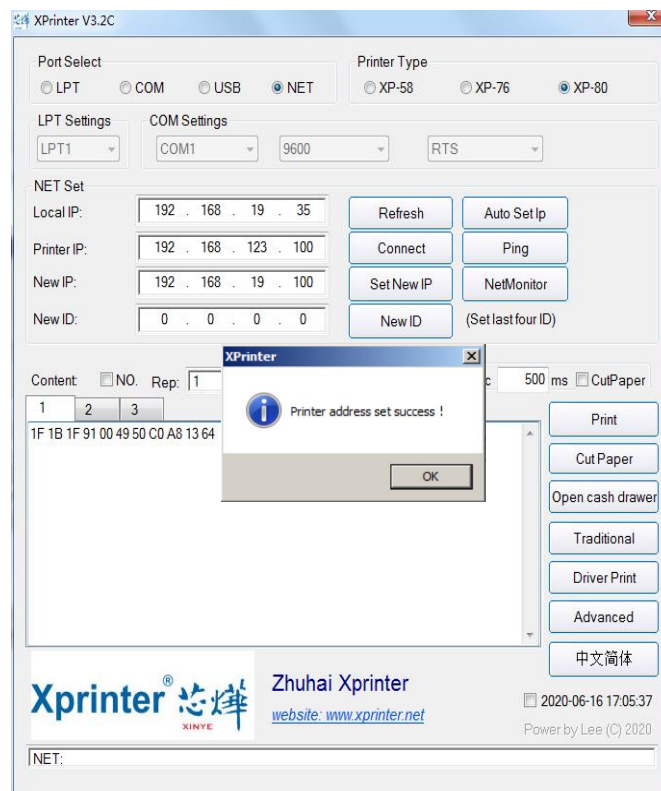 XPrinter V3.2C
X
Port Select
LPT COM USB NET
Printer Type
XP-58 XP-76 XP-80
LPT Settings
LPT1
COM Settings
COM1 9600 RTS
NET Set
Local IP: 192 . 168 . 19 . 35 Refresh Auto Set Ip
Printer IP: 192 . 168 . 123 . 100 Connect Ping
New IP: 192 . 168 . 19 . 100 Set New IP NetMonitor
New ID: 0 . 0 . 0 . 0 New ID (Set last four ID)
Content: NO. Rep: 1 c 500 ms CutPaper
XPrinter
Printer address set success !
OK
1 2 3
1F 1B 1F 91 00 49 50 C0 A8 13 64
Print
Cut Paper
Open cash drawer
Traditional
Driver Print
Advanced
中文简体
Xprinter® 芯烨
XINYE
Zhuhai Xprinter
website: www.xprinter.net
2020-06-16 17:05:37
Power by Lee (C) 2020
NET: